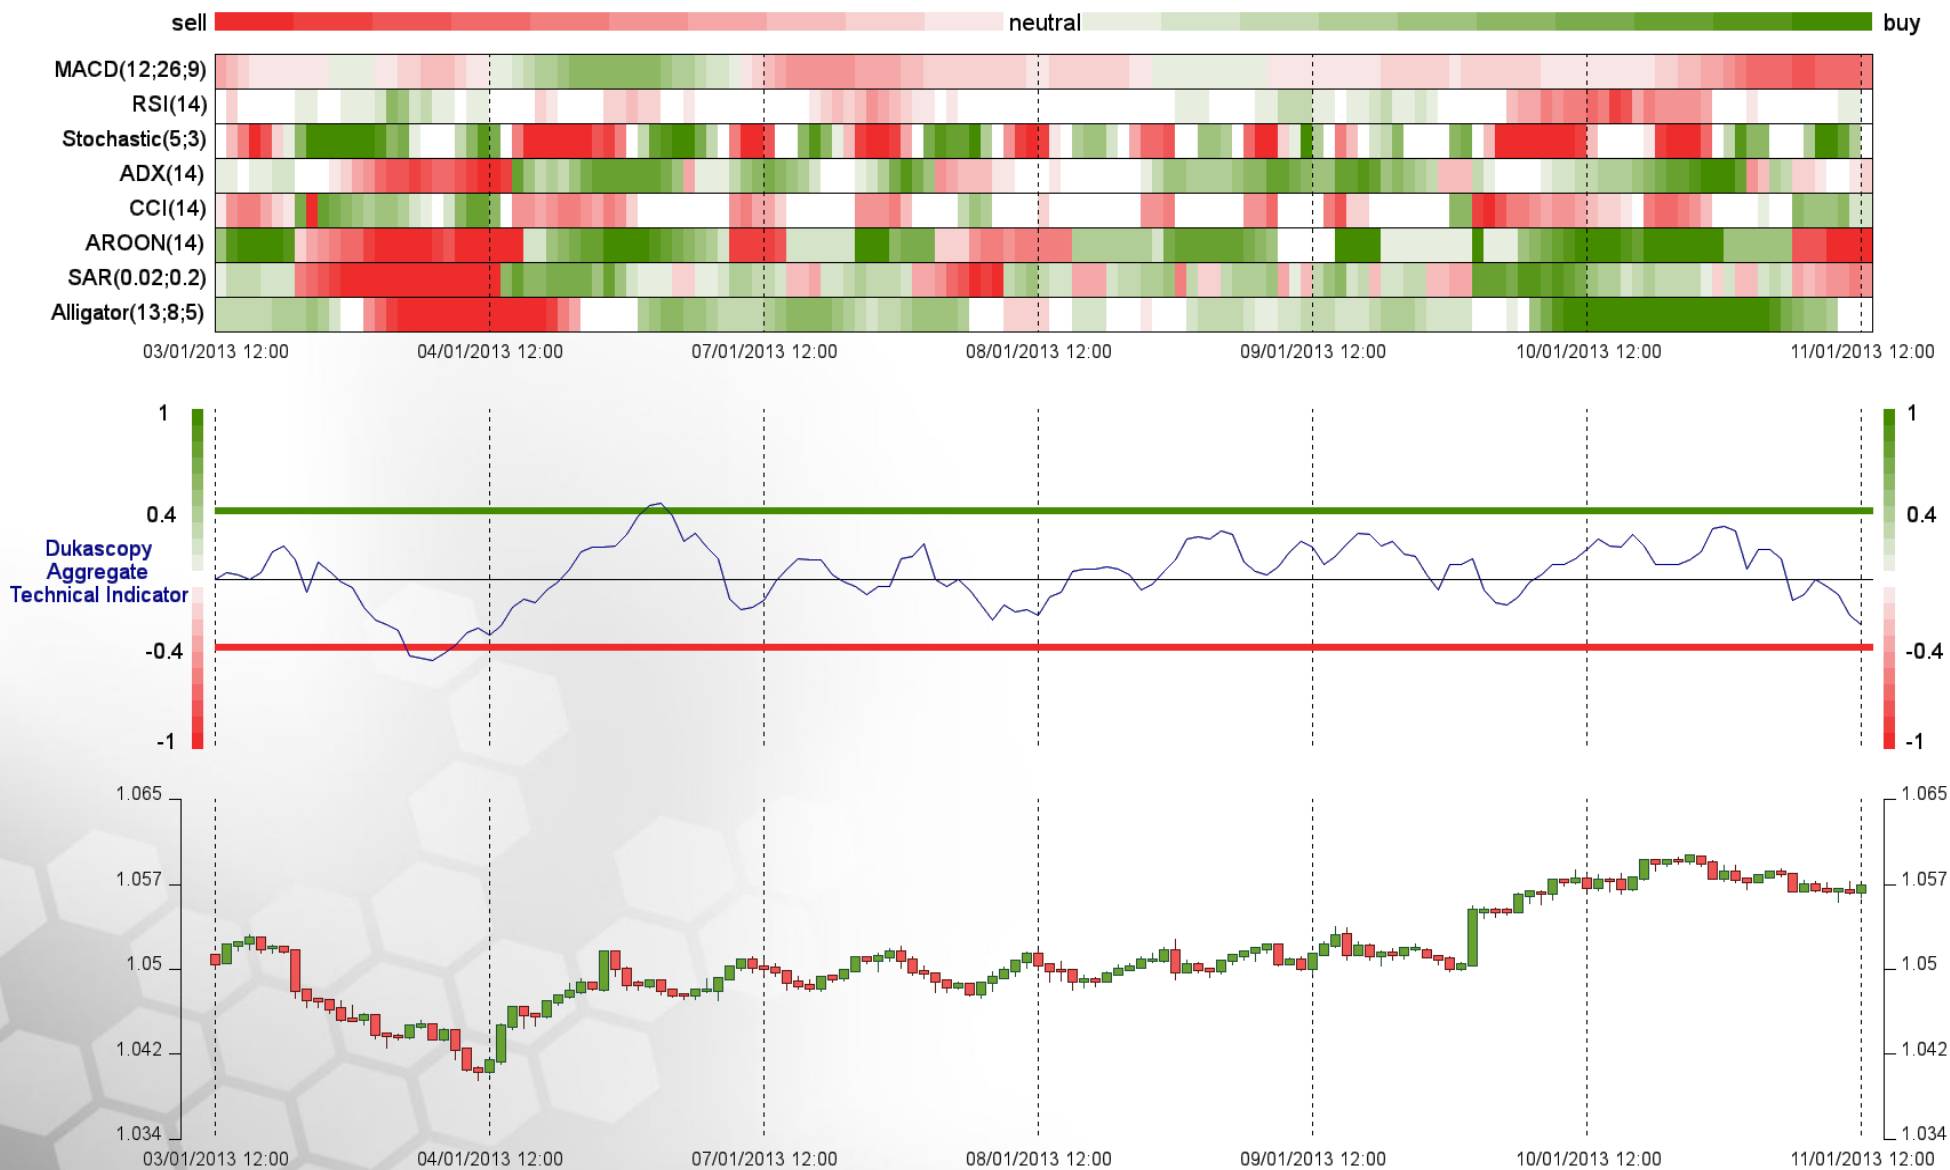 sell neutral buy
MACD(12;26;9)
RSI(14)
Stochastic(5;3)
ADX(14)
CCI(14)
AROON(14)
SAR(0.02;0.2)
Alligator(13;8;5)
03/01/2013 12:00 04/01/2013 12:00 07/01/2013 12:00 08/01/2013 12:00 09/01/2013 12:00 10/01/2013 12:00 11/01/2013 12:00
1 1
0.4 0.4
Dukascopy
Aggregate
Technical Indicator
-0.4 -0.4
-1 -1
1.065 1.065
1.057 1.057
1.05 1.05
1.042 1.042
1.034 1.034
03/01/2013 12:00 04/01/2013 12:00 07/01/2013 12:00 08/01/2013 12:00 09/01/2013 12:00 10/01/2013 12:00 11/01/2013 12:00